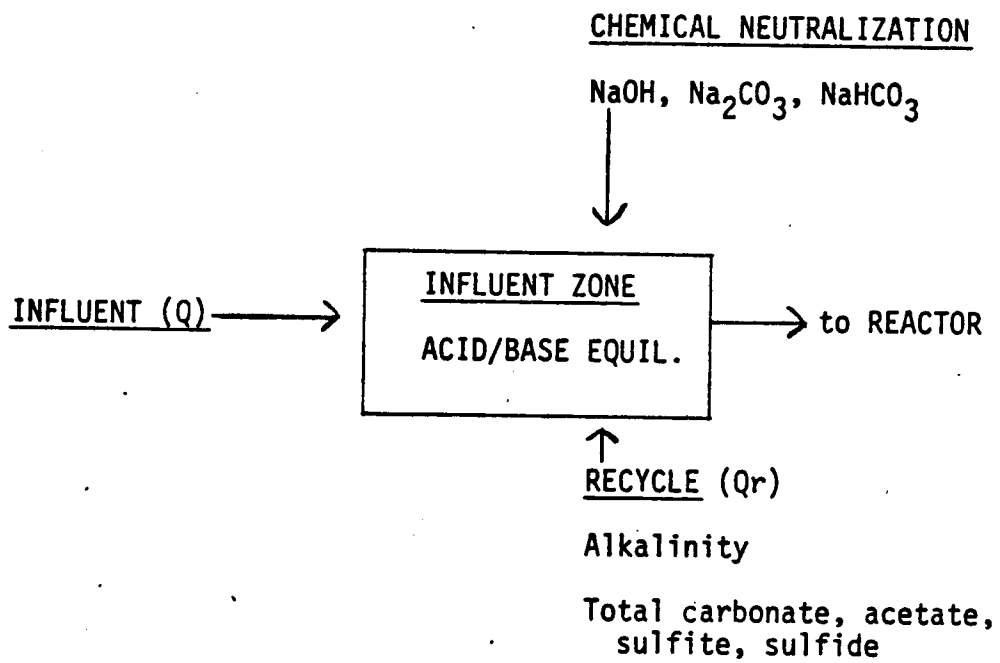 CHEMICAL NEUTRALIZATION
NaOH, Na₂CO₃, NaHCO₃
INFLUENT ZONE
INFLUENT (Q)
to REACTOR
ACID/BASE EQUIL.
RECYCLE (Qr)
Alkalinity
Total carbonate, acetate,
sulfite, sulfide